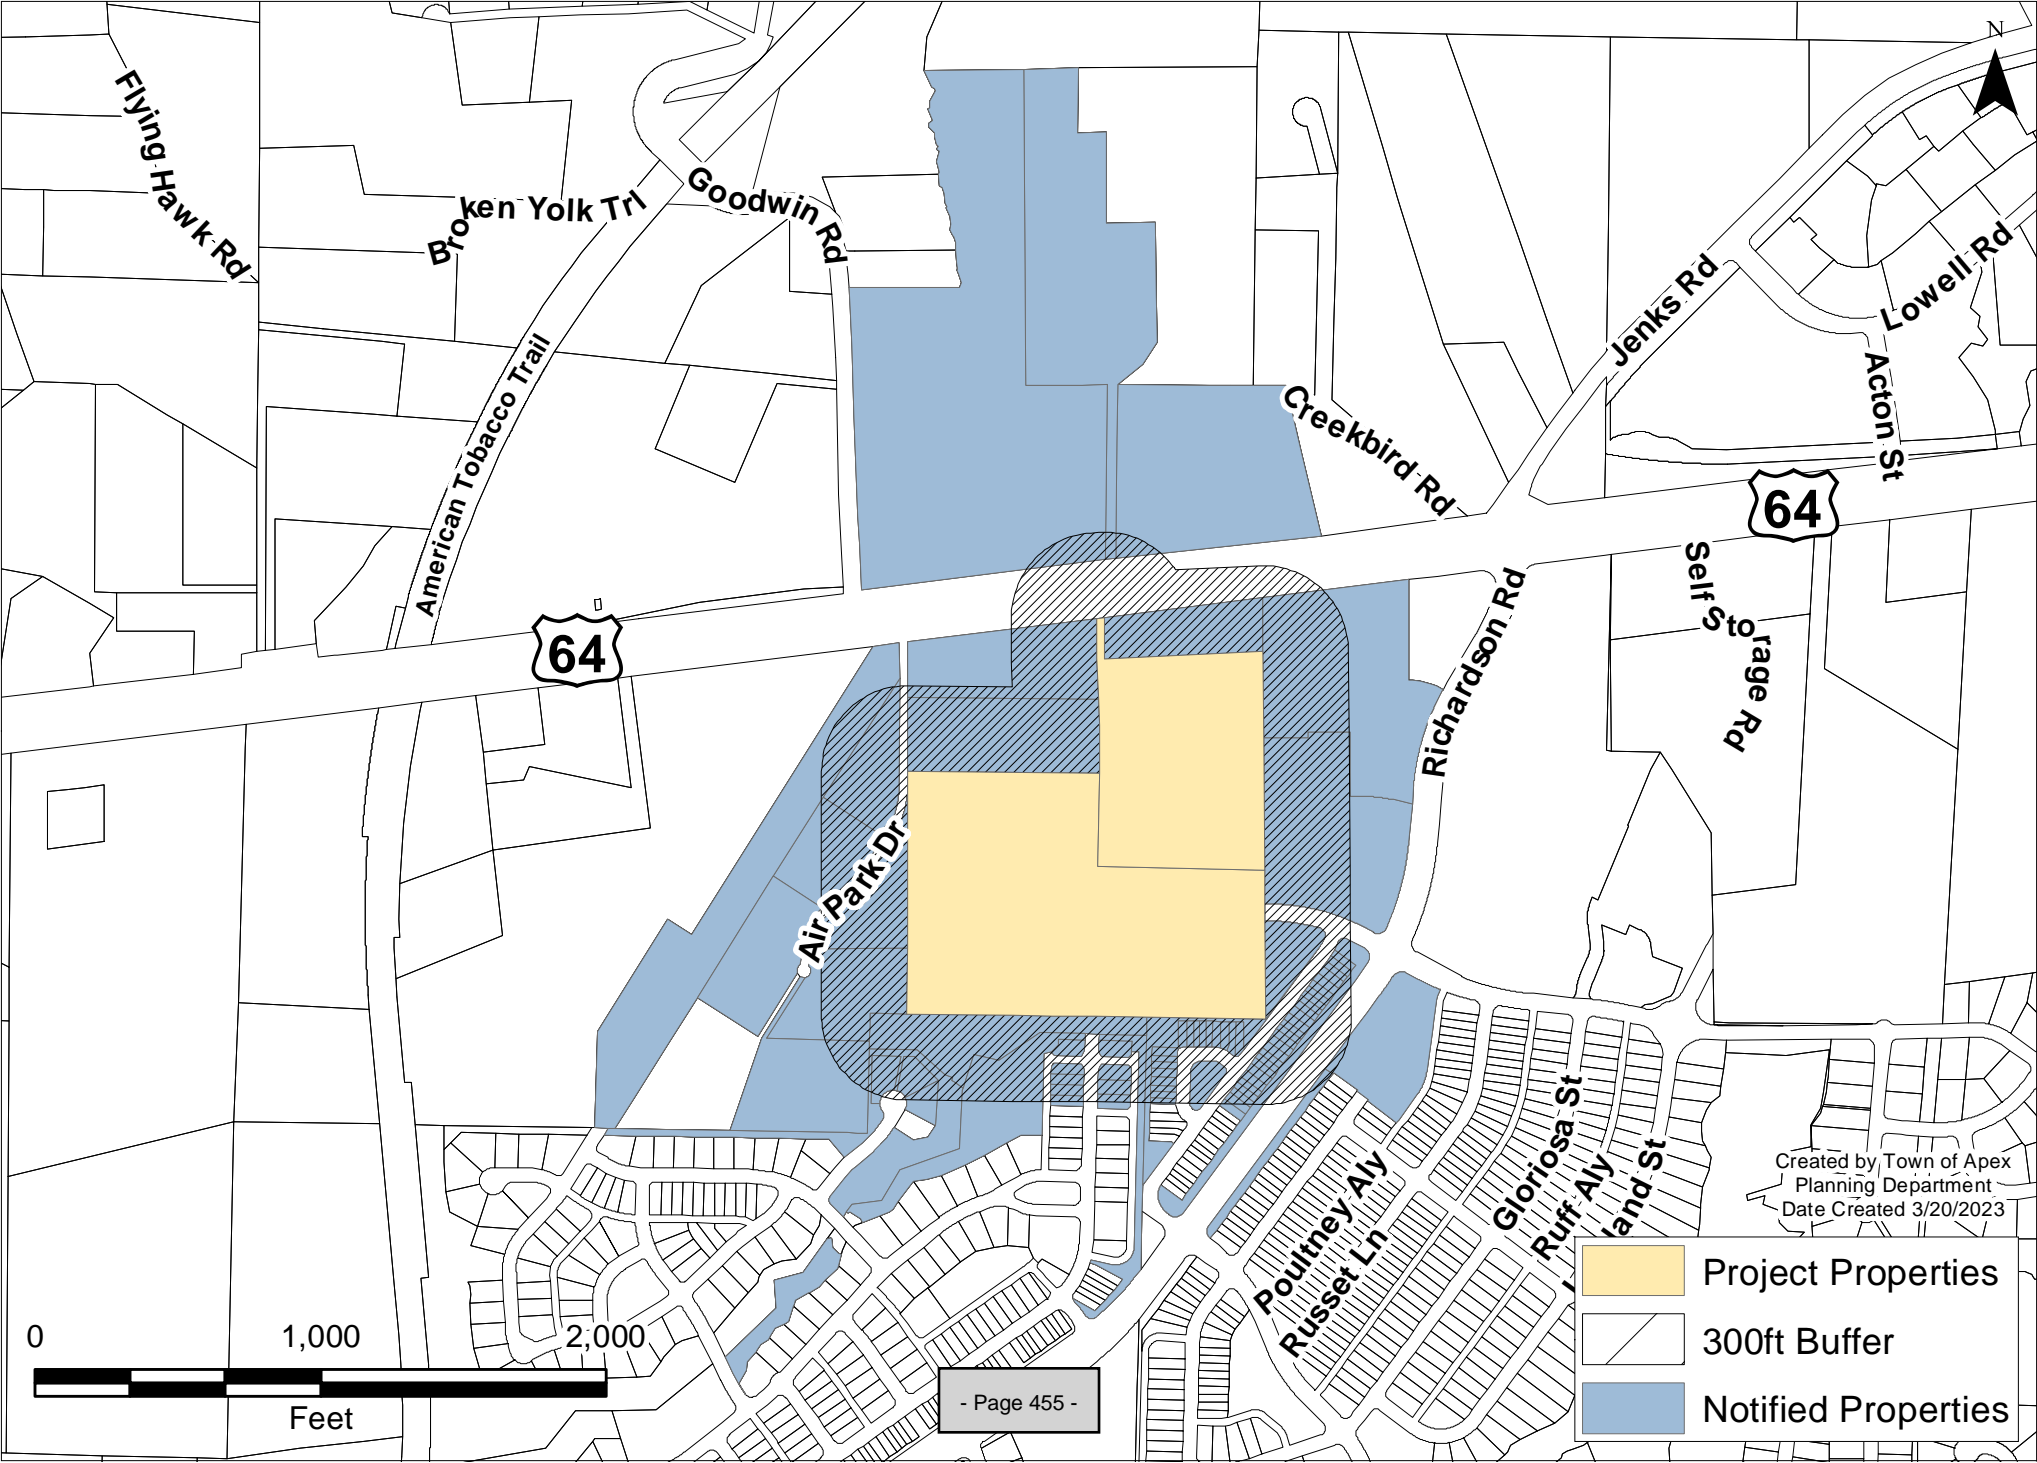 N
Flying Hawk Rd
Broken Yolk Trl
Goodwin Rd
Jenks Rd
Lowell Rd
Acton St
American Tobacco Trail
Creekbird Rd
64
64
Self Storage Rd
Richardson Rd
Air Park Dr
Gloriosa St
Ruff Aly
land St
Poultney Aly
Russet Ln
Created by Town of Apex
Planning Department
Date Created 3/20/2023
Project Properties
300ft Buffer
Notified Properties
0 1,000 2,000
Feet
- Page 455 -